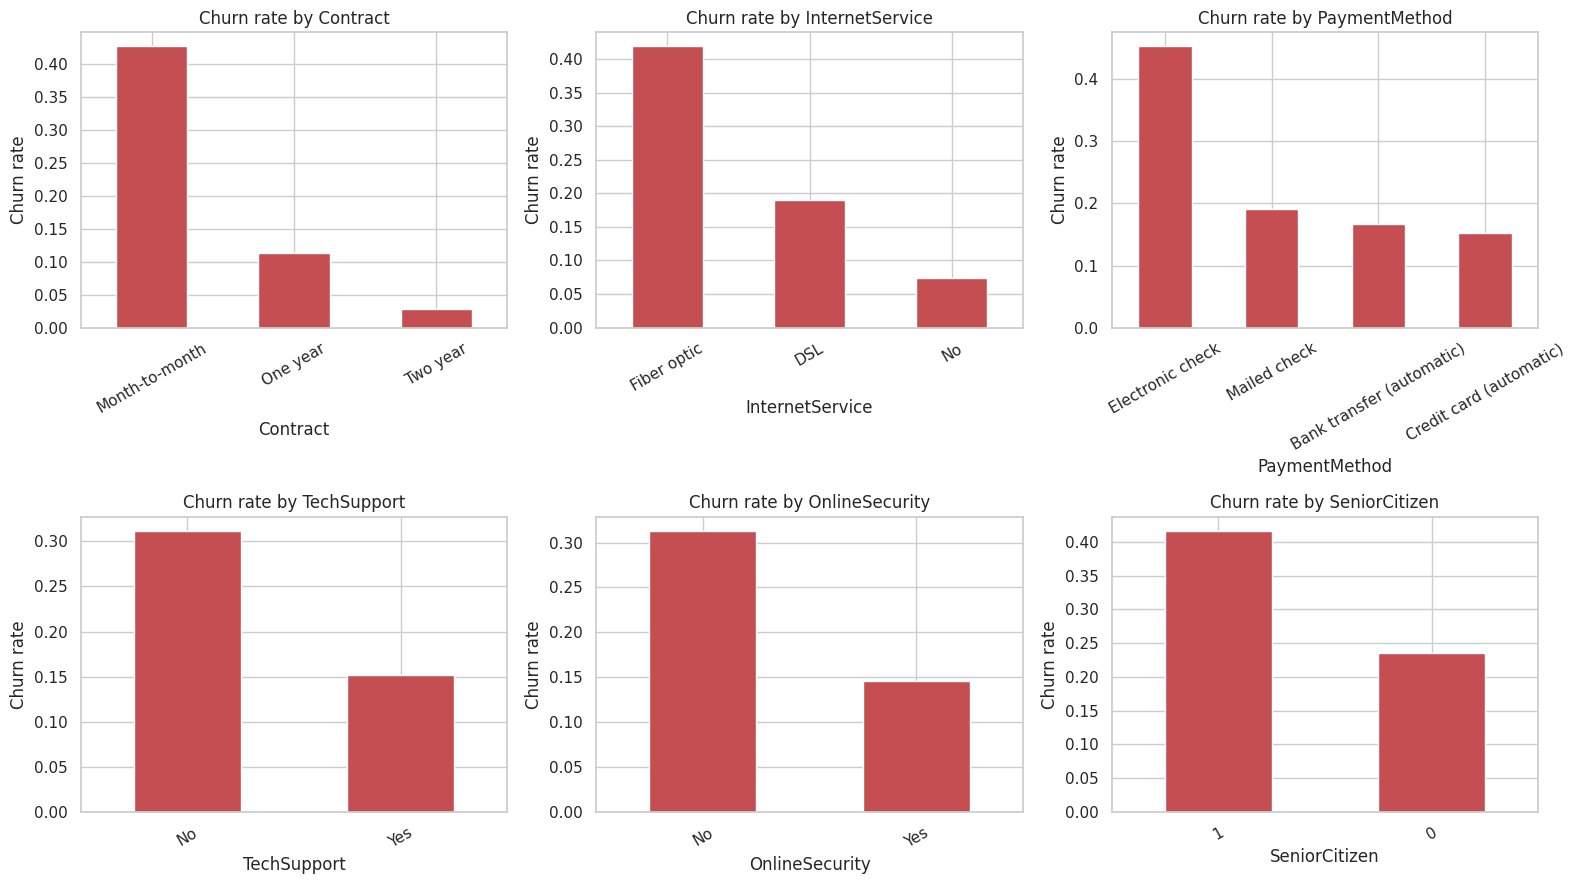 Churn rate by Contract
Churn rate
0.40
0.35
0.30
0.25
0.20
0.15
0.10
0.05
0.00
Month-to-month
One year
Two year
Contract
Churn rate by InternetService
Churn rate
0.40
0.35
0.30
0.25
0.20
0.15
0.10
0.05
0.00
Fiber optic
DSL
No
InternetService
Churn rate by PaymentMethod
Churn rate
0.4
0.3
0.2
0.1
0.0
Electronic check
Mailed check
Bank transfer (automatic)
Credit card (automatic)
PaymentMethod
Churn rate by TechSupport
Churn rate
0.30
0.25
0.20
0.15
0.10
0.05
0.00
No
Yes
TechSupport
Churn rate by OnlineSecurity
Churn rate
0.30
0.25
0.20
0.15
0.10
0.05
0.00
No
Yes
OnlineSecurity
Churn rate by SeniorCitizen
Churn rate
0.40
0.35
0.30
0.25
0.20
0.15
0.10
0.05
0.00
1
0
SeniorCitizen